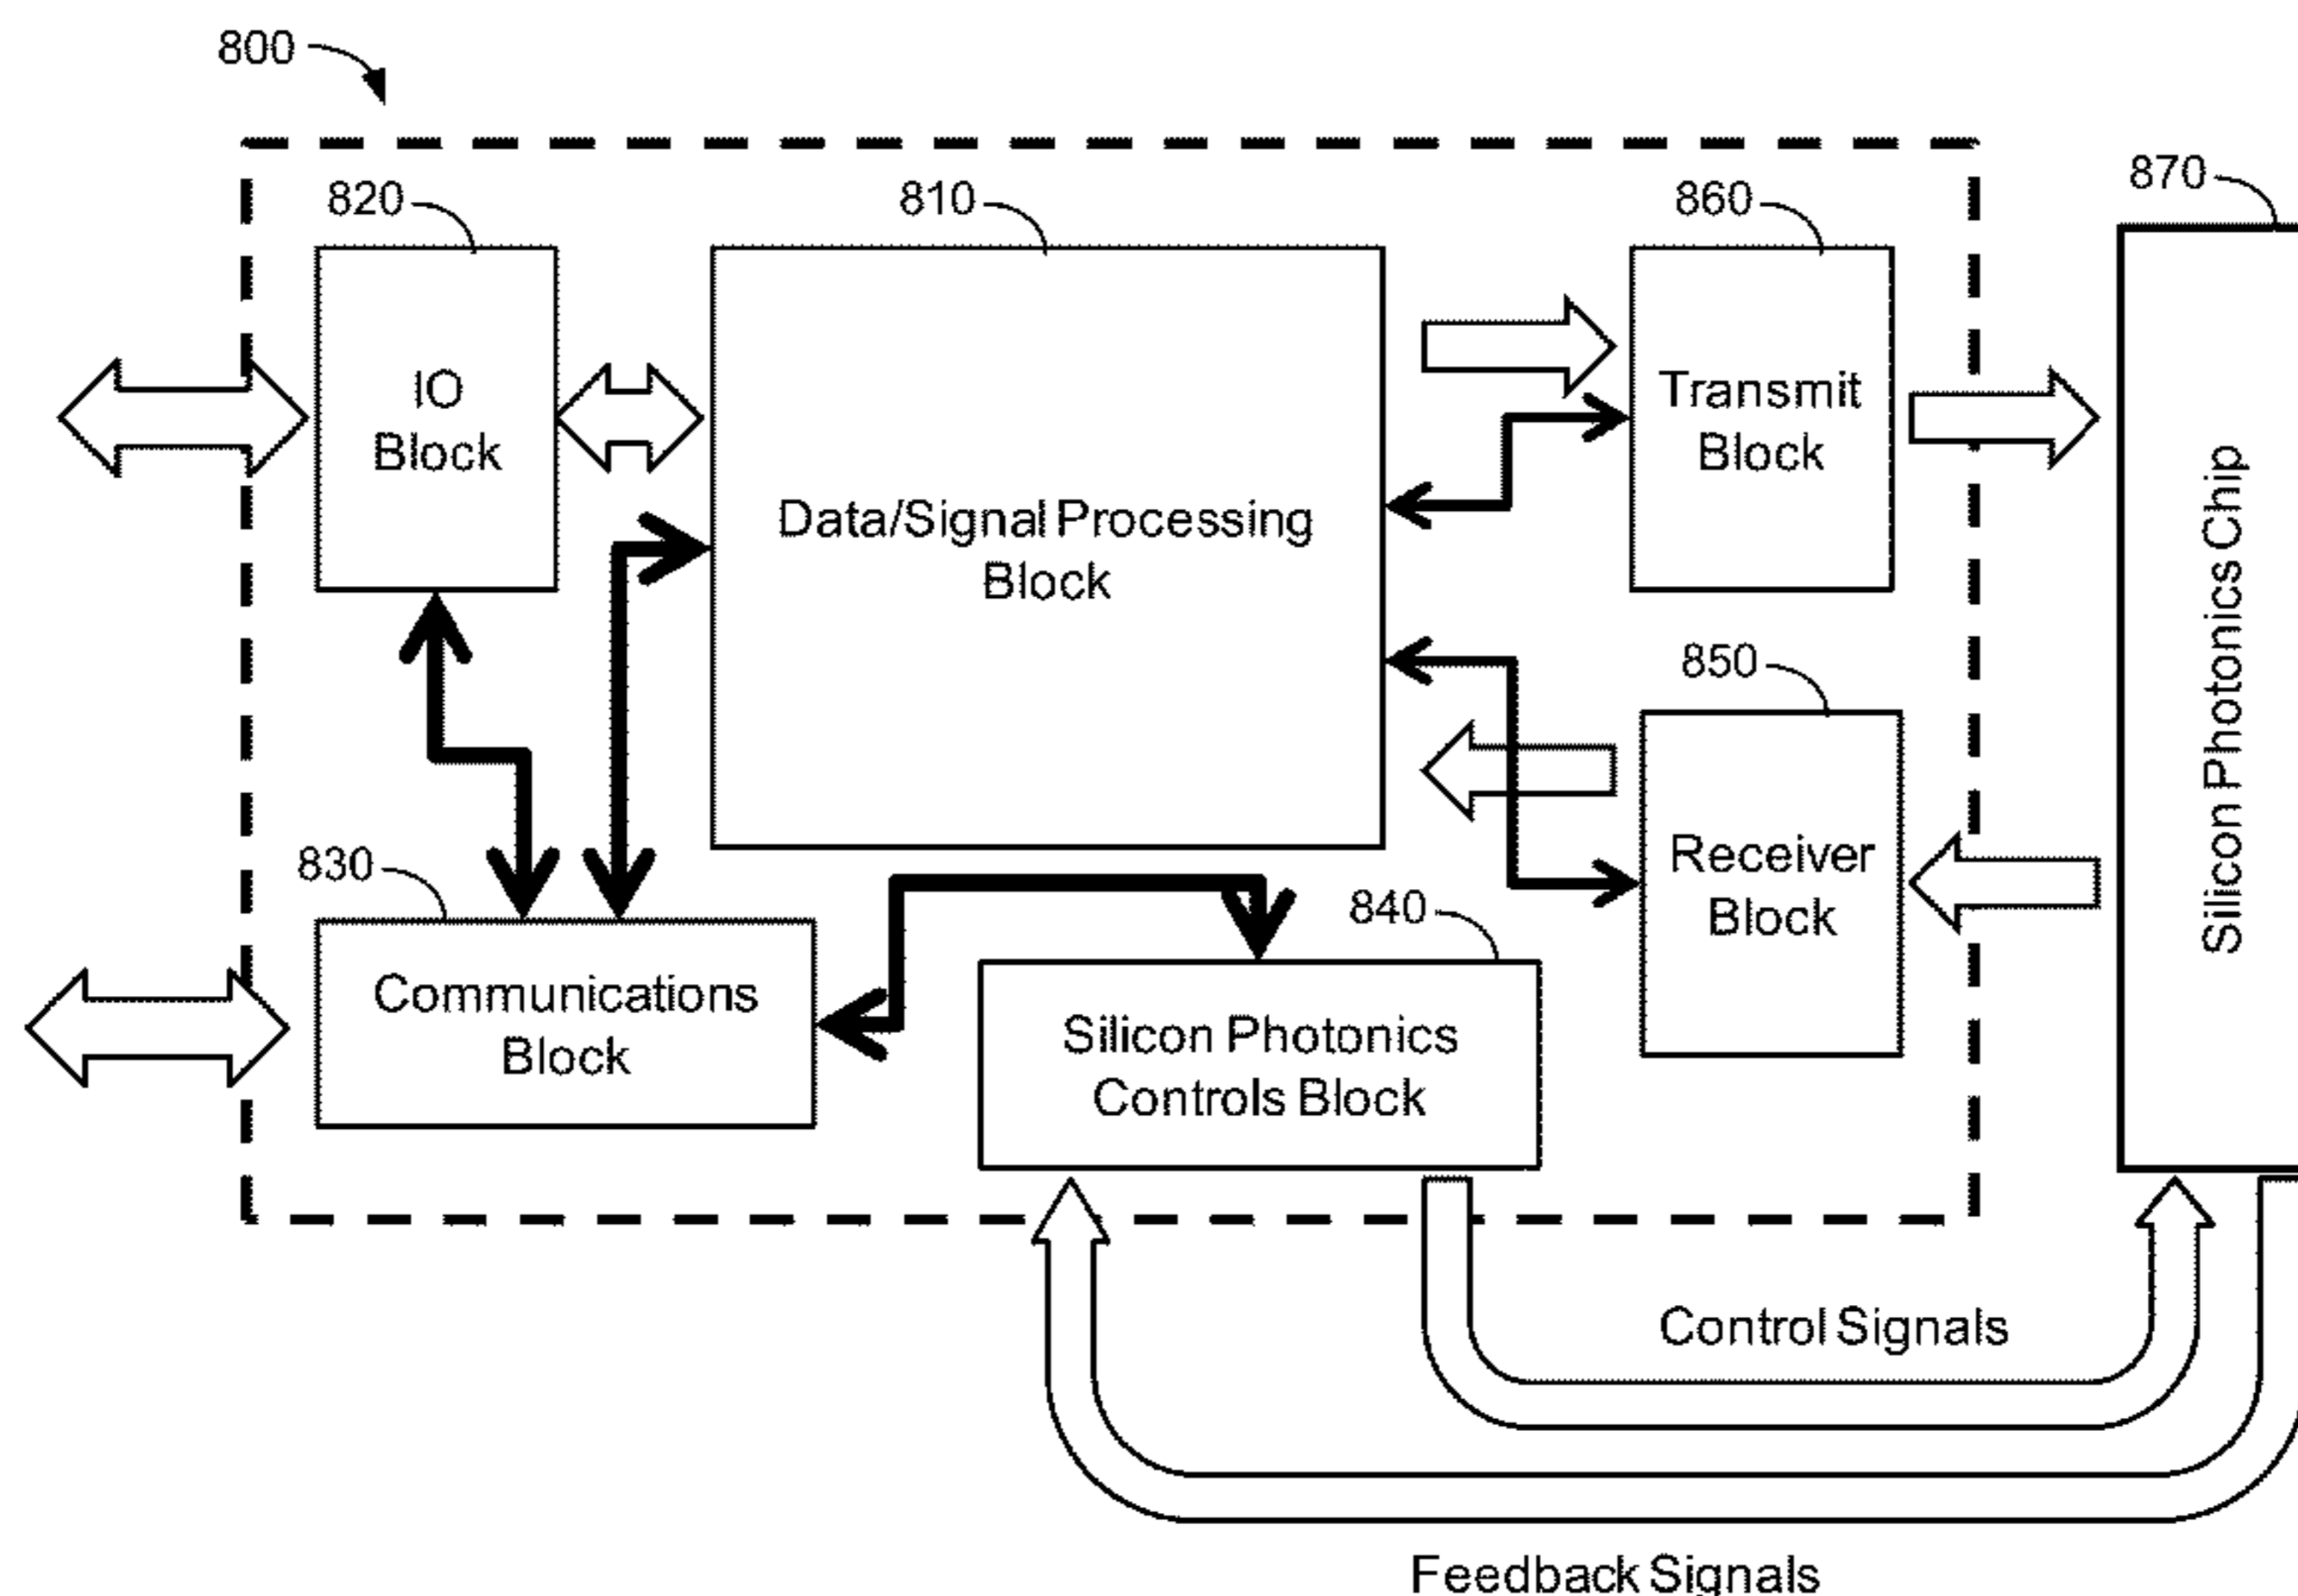 800
820
810
860
870
IO
Block
Data/Signal Processing
Block
Transmit
Block
Silicon Photonics Chip
850
Receiver
Block
830
Communications
Block
840
Silicon Photonics
Controls Block
Control Signals
Feedback Signals